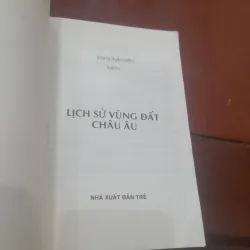 LỊCH SỬ VÙNG ĐẤT
CHÂU ÂU
NHÀ XUẤT BẢN TRẺ